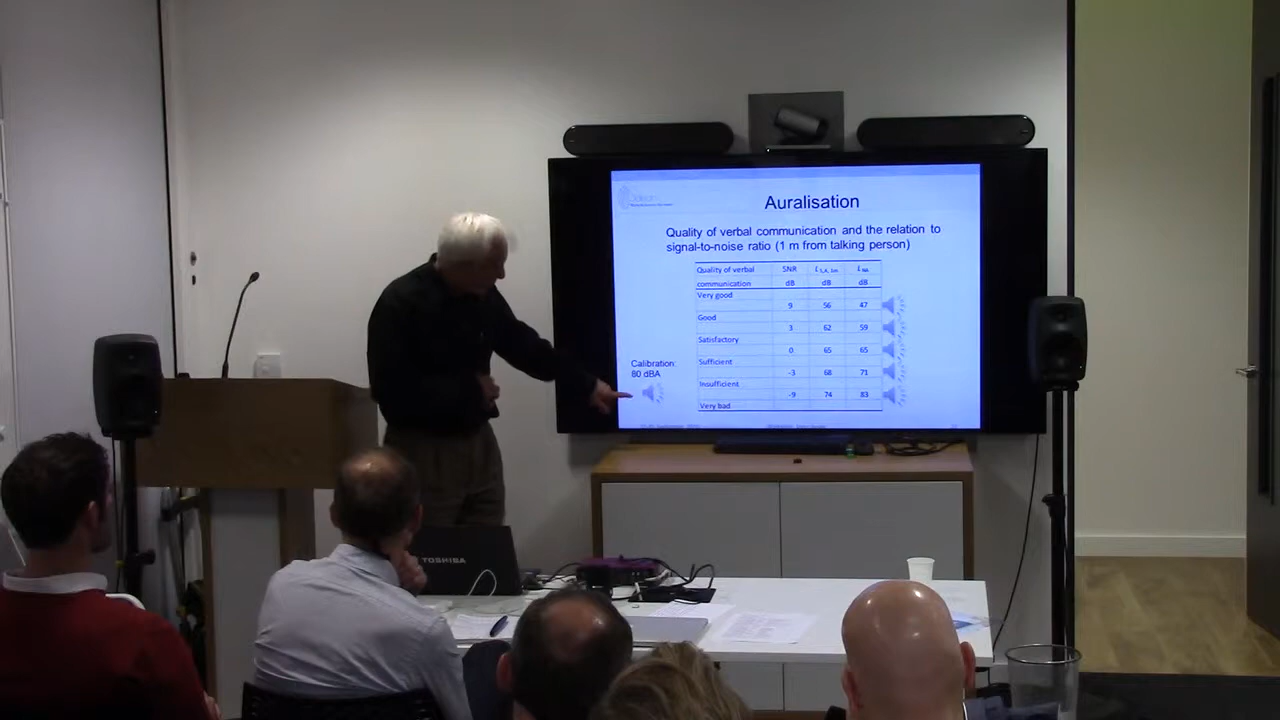 Auralisation
Quality of verbal communication and the relation to
signal-to-noise ratio (1 m from talking person)
Quality of verbal SNR L S,A, 1m L NA
communication dB dB dB
Very good
9 56 47
Good
3 62 59
Satisfactory
0 65 65
Sufficient
-3 68 71
Insufficient
-9 74 83
Very bad
Calibration:
80 dBA
TOSHIBA